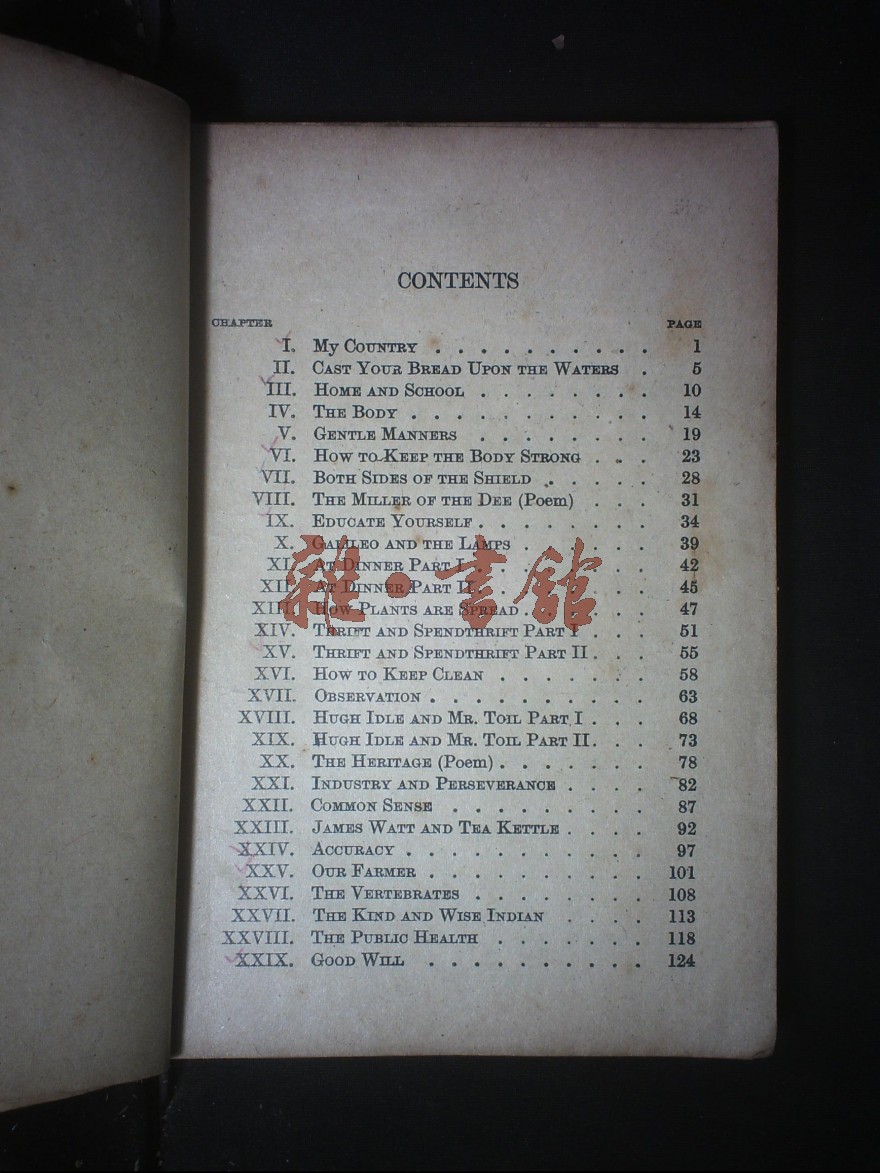 CONTENTS
CHAPTER PAGE
I. My Country . . . . . . . . . . 1
II. Cast Your Bread Upon the Waters . 5
III. Home and School . . . . . . . . 10
IV. The Body . . . . . . . . . . . 14
V. Gentle Manners . . . . . . . . 19
VI. How to Keep the Body Strong . . . 23
VII. Both Sides of the Shield . . . . . 28
VIII. The Miller of the Dee (Poem) . . . 31
IX. Educate Yourself . . . . . . . . 34
X. Galileo and the Lamps . . . . . . 39
XI. At Dinner Part I . . . . . . . . 42
XII. At Dinner Part II . . . . . . . . 45
XIII. How Plants are Spread . . . . . . 47
XIV. Thrift and Spendthrift Part I . . . 51
XV. Thrift and Spendthrift Part II . . . 55
XVI. How to Keep Clean . . . . . . . 58
XVII. Observation . . . . . . . . . . 63
XVIII. Hugh Idle and Mr. Toil Part I . . . 68
XIX. Hugh Idle and Mr. Toil Part II . . . 73
XX. The Heritage (Poem) . . . . . . . 78
XXI. Industry and Perseverance . . . . 82
XXII. Common Sense . . . . . . . . . 87
XXIII. James Watt and Tea Kettle . . . . 92
XXIV. Accuracy . . . . . . . . . . . 97
XXV. Our Farmer . . . . . . . . . . 101
XXVI. The Vertebrates . . . . . . . . 108
XXVII. The Kind and Wise Indian . . . . 113
XXVIII. The Public Health . . . . . . . 118
XXIX. Good Will . . . . . . . . . . 124
雜·書館